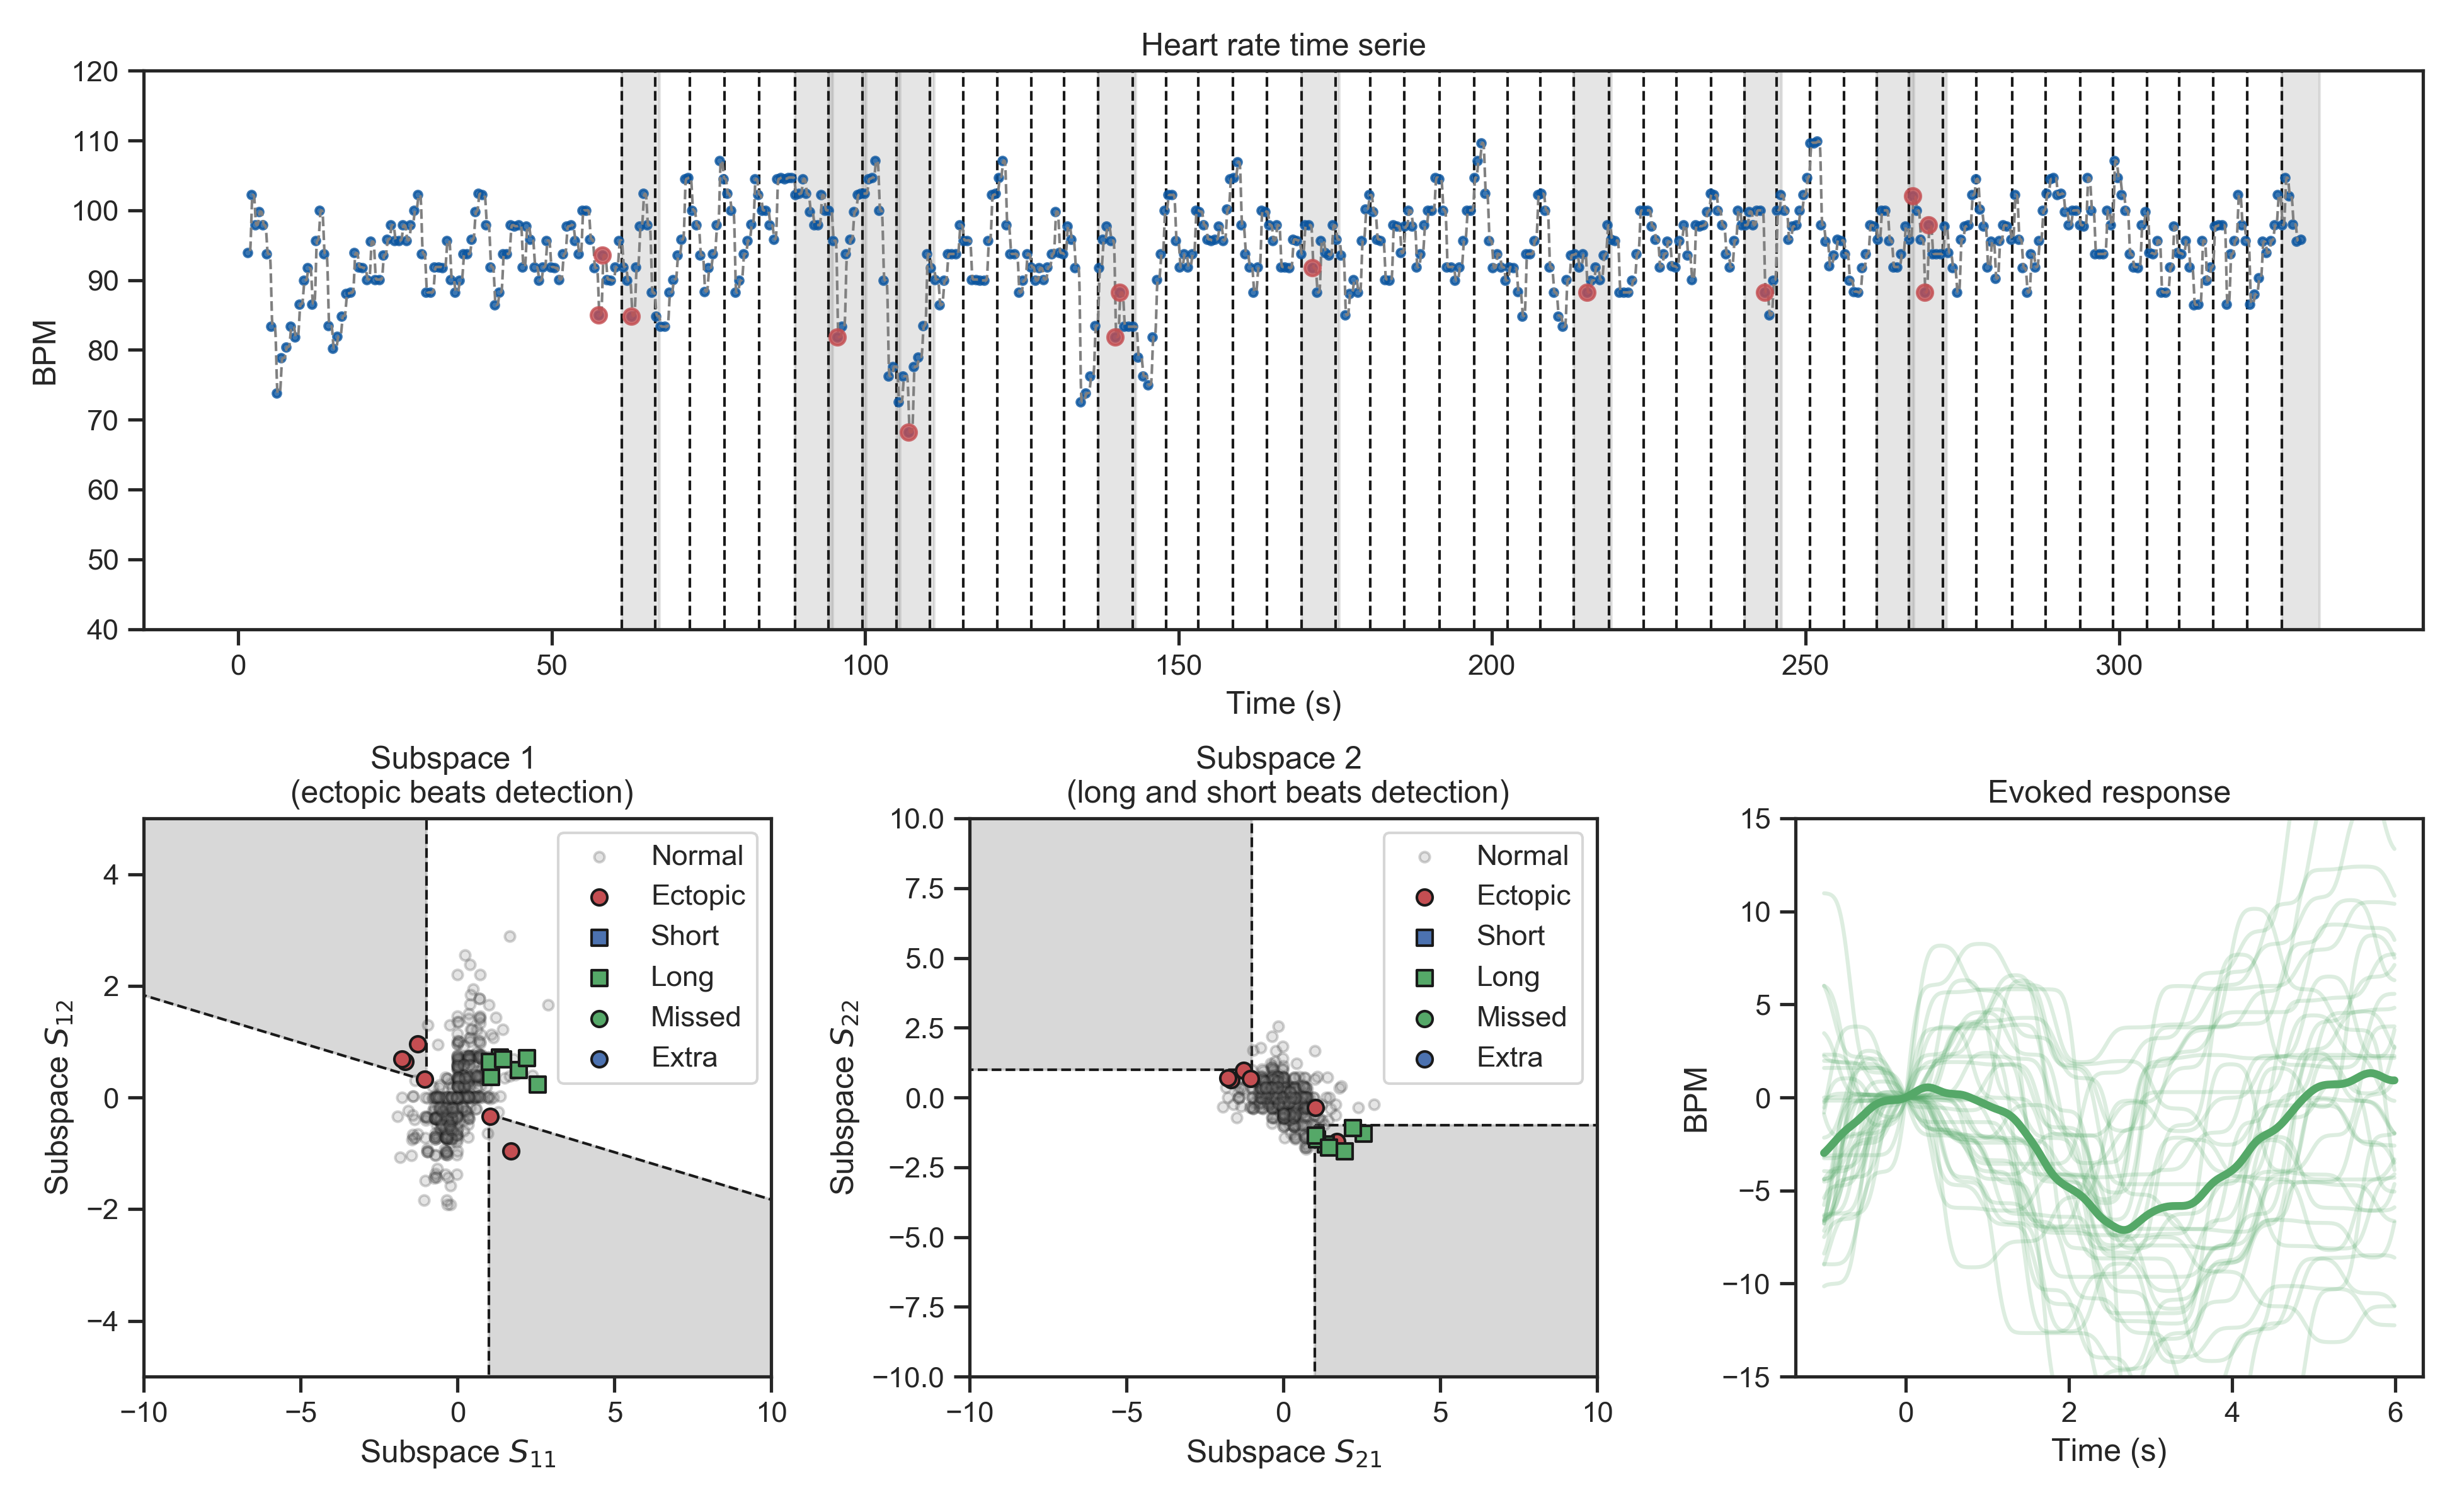 Heart rate time serie
120
110
100
90
80
70
60
50
40
BPM
0 50 100 150 200 250 300
Time (s)
Subspace 1
(ectopic beats detection)
4
2
0
−2
−4
Subspace S12
Normal
Ectopic
Short
Long
Missed
Extra
−10 −5 0 5 10
Subspace S11
Subspace 2
(long and short beats detection)
10.0
7.5
5.0
2.5
0.0
−2.5
−5.0
−7.5
−10.0
Subspace S22
Normal
Ectopic
Short
Long
Missed
Extra
−10 −5 0 5 10
Subspace S21
Evoked response
15
10
5
0
−5
−10
−15
BPM
0 2 4 6
Time (s)